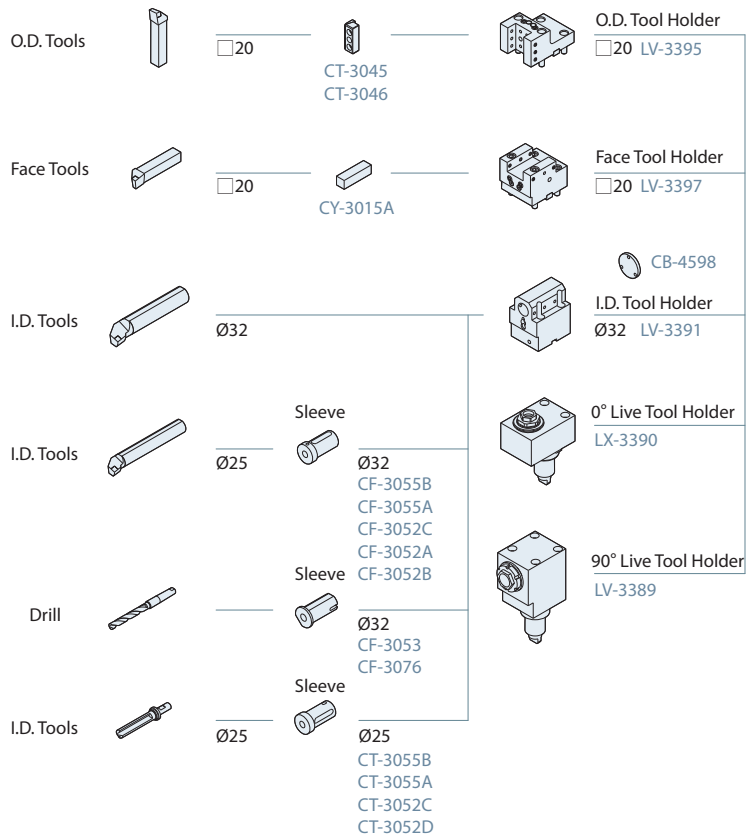 O.D. Tools
□20
CT-3045
CT-3046
O.D. Tool Holder
□20 LV-3395
Face Tools
□20
CY-3015A
Face Tool Holder
□20 LV-3397
CB-4598
I.D. Tools
Ø32
I.D. Tool Holder
Ø32 LV-3391
I.D. Tools
Ø25
Sleeve
Ø32
CF-3055B
CF-3055A
CF-3052C
CF-3052A
CF-3052B
0° Live Tool Holder
LX-3390
Drill
Sleeve
Ø32
CF-3053
CF-3076
90° Live Tool Holder
LV-3389
I.D. Tools
Ø25
Sleeve
Ø25
CT-3055B
CT-3055A
CT-3052C
CT-3052D